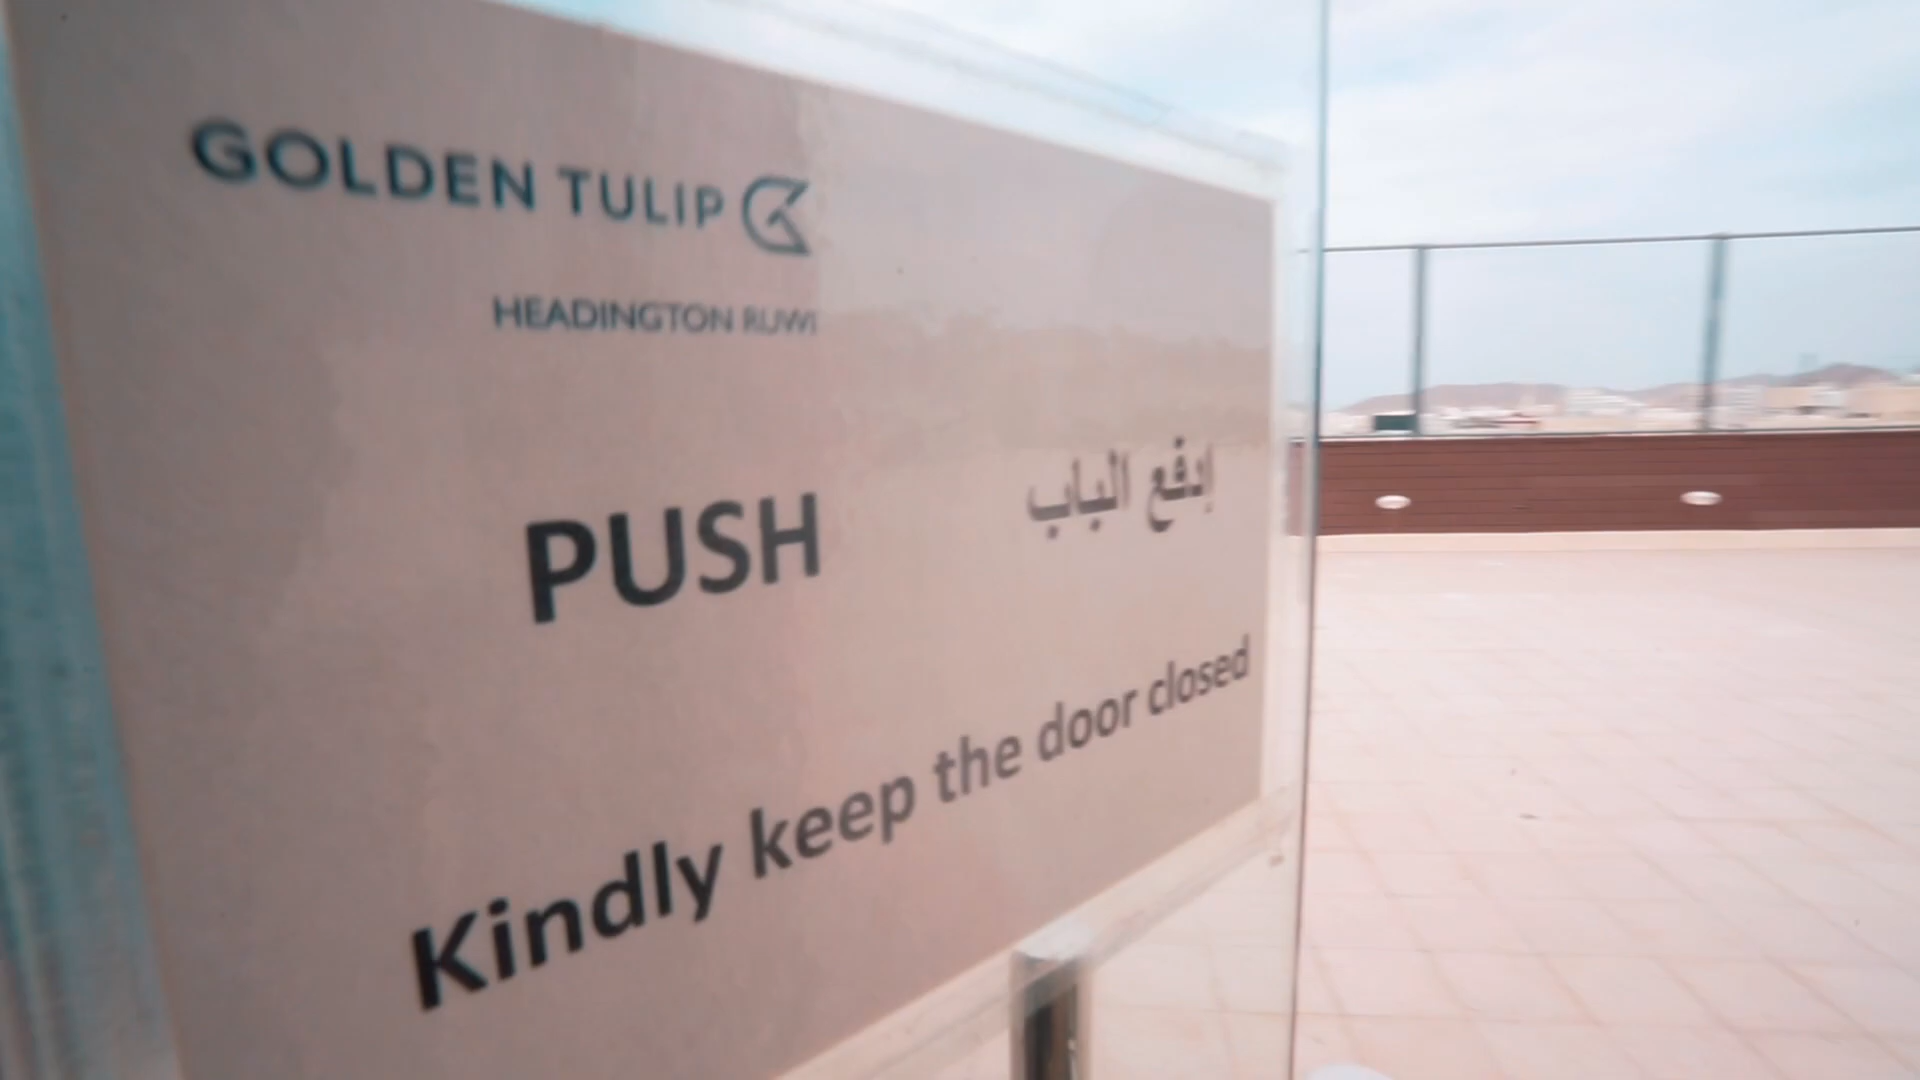 GOLDEN TULIP
HEADINGTON RUWI
PUSH
إدفع الباب
Kindly keep the door closed